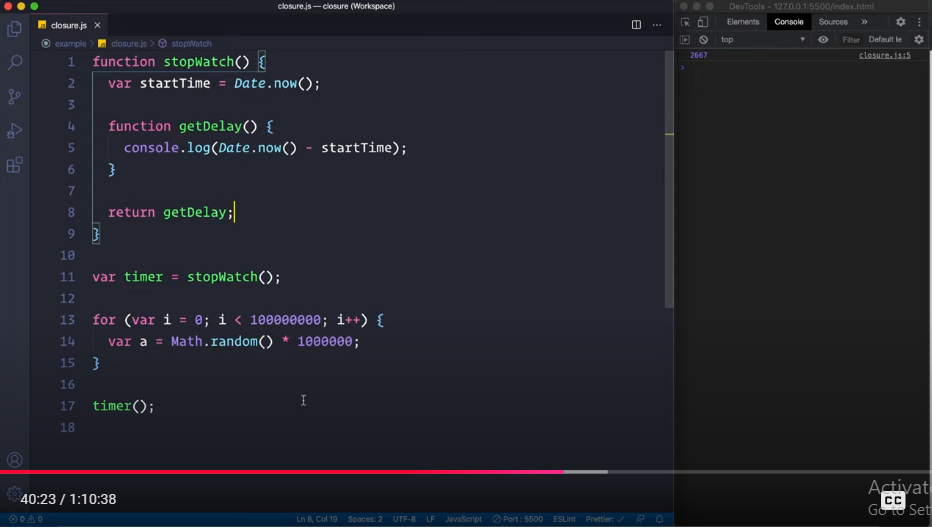 closure.js — closure (Workspace)
DevTools - 127.0.0.1:5500/index.html
closure.js ×
Elements Console Sources »
example > closure.js > stopWatch
top Filter Default le
1 function stopWatch() {
2 var startTime = Date.now();
3
4 function getDelay() {
5 console.log(Date.now() - startTime);
6 }
7
8 return getDelay;
9 }
10
11 var timer = stopWatch();
12
13 for (var i = 0; i < 100000000; i++) {
14 var a = Math.random() * 1000000;
15 }
16
17 timer();
18
2667 closure.js:5
40:23 / 1:10:38
CC
Activat
Go to Set
0 0 Ln 8, Col 19 Spaces: 2 UTF-8 LF JavaScript Port : 5500 ESLint Prettier: ✓